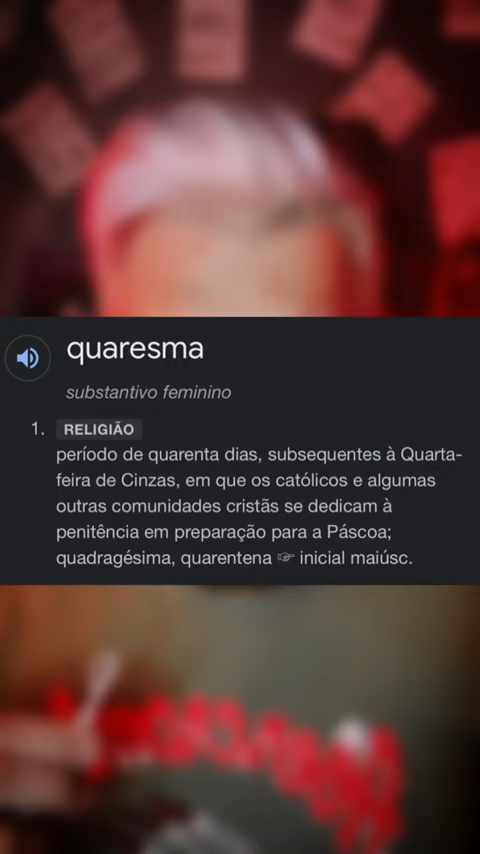 quaresma
substantivo feminino
1. RELIGIÃO
período de quarenta dias, subsequentes à Quarta-
feira de Cinzas, em que os católicos e algumas
outras comunidades cristãs se dedicam à
penitência em preparação para a Páscoa;
quadragésima, quarentena ☞ inicial maiúsc.